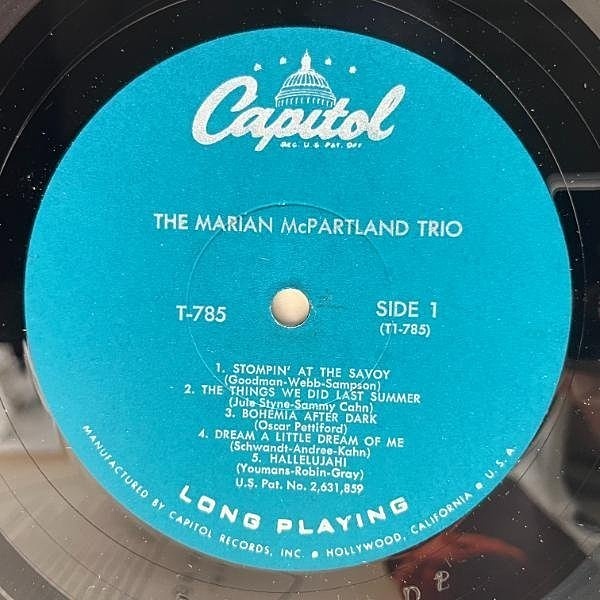 Capitol
REG. U.S. PAT. OFF
THE MARIAN McPARTLAND TRIO
T-785
SIDE 1
(T1-785)
1. STOMPIN' AT THE SAVOY
(Goodman-Webb-Sampson)
2. THE THINGS WE DID LAST SUMMER
(Jule Styne-Sammy Cahn)
3. BOHEMIA AFTER DARK
(Oscar Pettiford)
4. DREAM A LITTLE DREAM OF ME
(Schwandt-Andree-Kahn)
5. HALLELUJAH!
(Youmans-Robin-Gray)
U.S. Pat. No. 2,631,859
LONG PLAYING
MANUFACTURED BY CAPITOL RECORDS, INC. • HOLLYWOOD, CALIFORNIA • U.S.A.